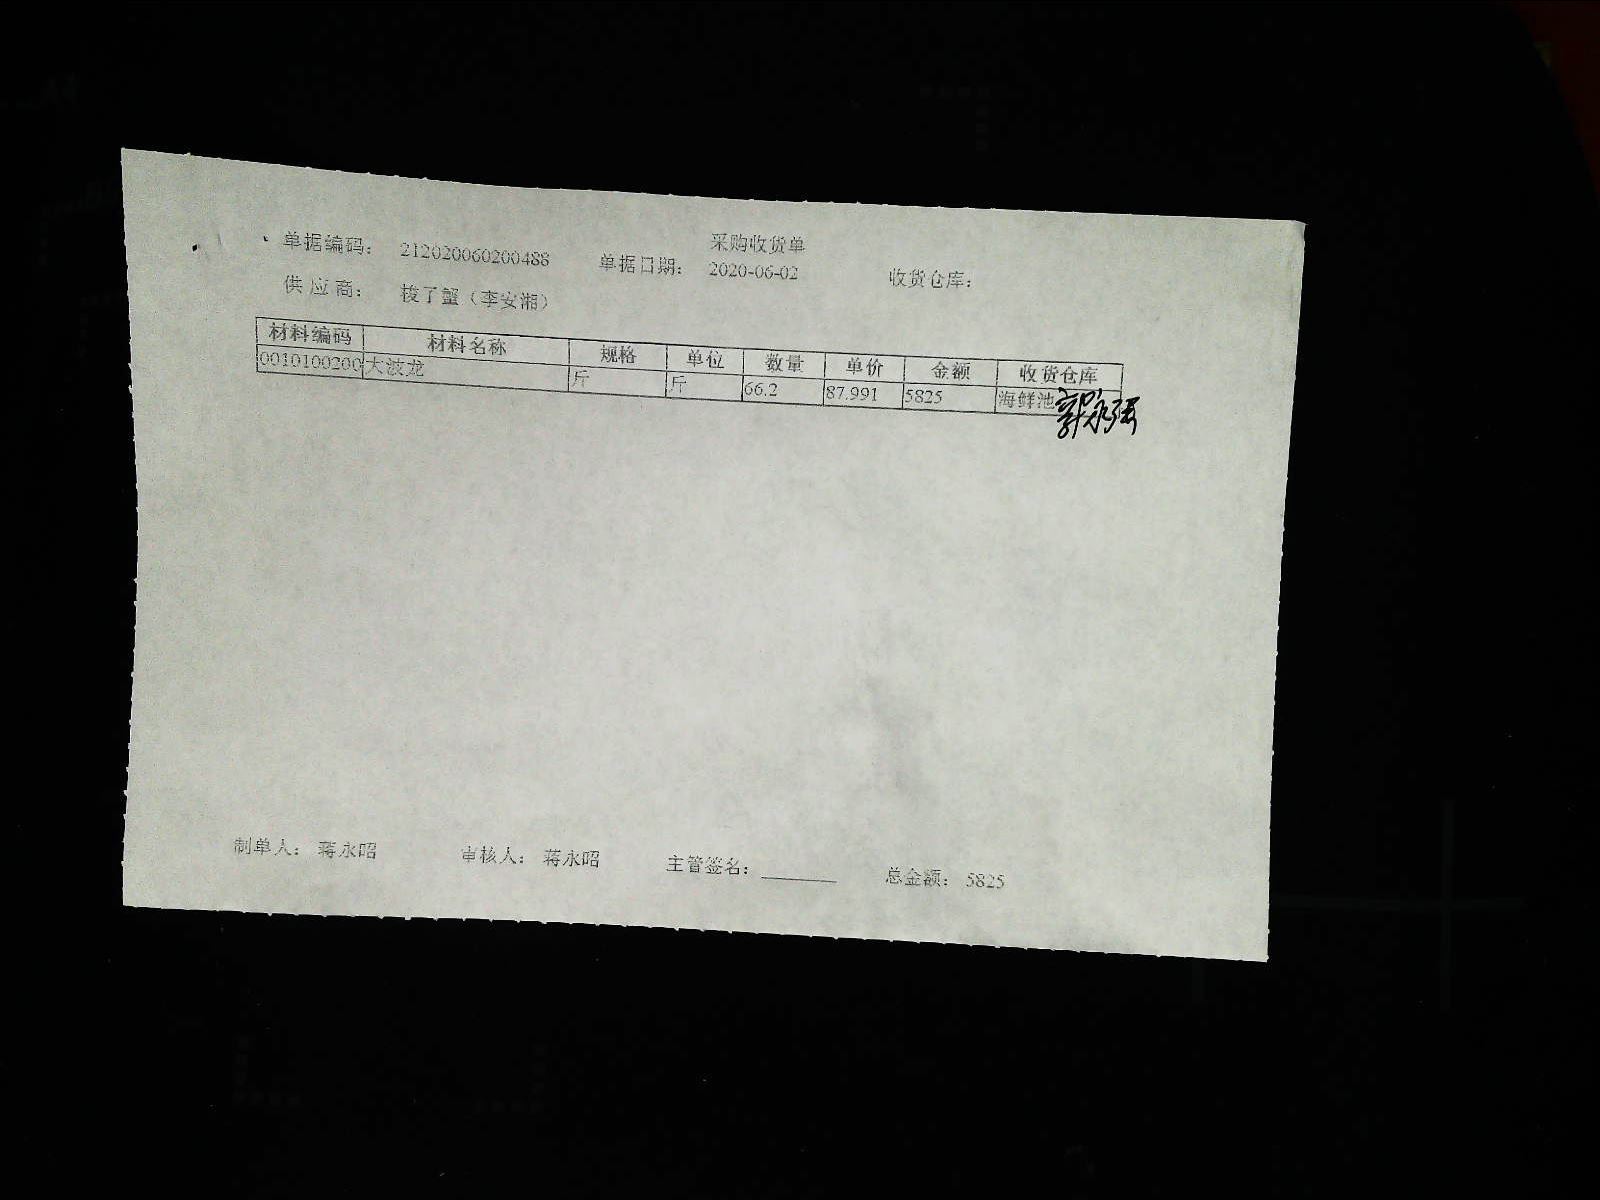 采购收货单
单据编码： 212020060200488 单据日期： 2020-06-02 收货仓库：
供应商： 梭了蟹（李安湘）
材料编码 材料名称 规格 单位 数量 单价 金额 收货仓库
0010100200 大波龙 斤 斤 66.2 87.991 5825 海鲜池
郭永强
制单人： 蒋永昭 审核人： 蒋永昭 主管签名：______ 总金额： 5825